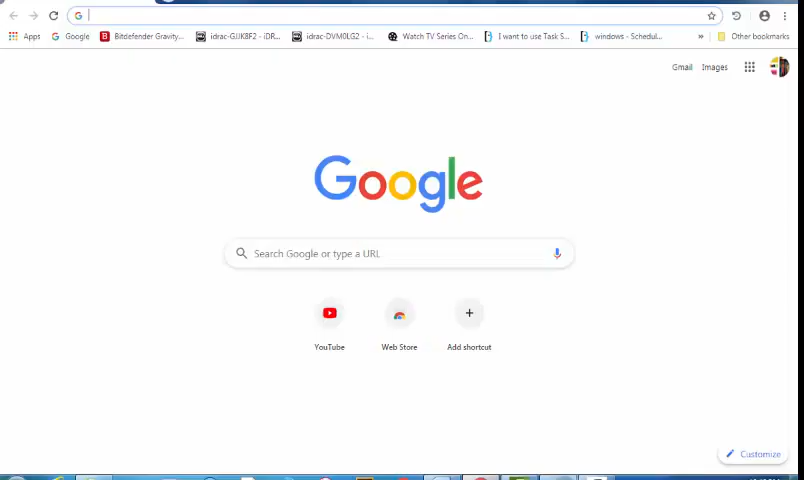 Apps Google Bitdefender Gravity... idrac-GJJK8F2 - iDR... idrac-DVM0LG2 - i... Watch TV Series On... I want to use Task S... windows - Schedul... » Other bookmarks
Gmail Images
Google
Search Google or type a URL
YouTube Web Store Add shortcut
Customize